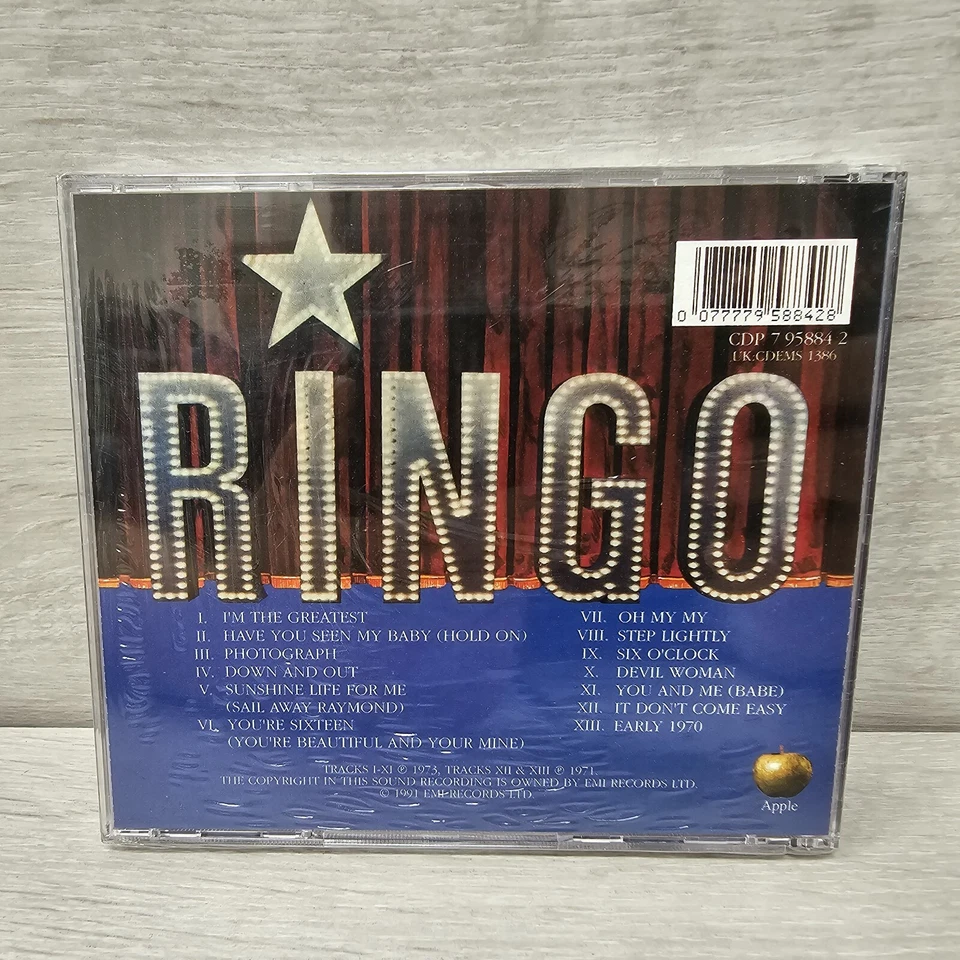 0 077779 588428
CDP 7 95884 2
UK:CDEMS 1386
RINGO
I. I'M THE GREATEST
II. HAVE YOU SEEN MY BABY (HOLD ON)
III. PHOTOGRAPH
IV. DOWN AND OUT
V. SUNSHINE LIFE FOR ME
(SAIL AWAY RAYMOND)
VI. YOU'RE SIXTEEN
(YOU'RE BEAUTIFUL AND YOUR MINE)
VII. OH MY MY
VIII. STEP LIGHTLY
IX. SIX O'CLOCK
X. DEVIL WOMAN
XI. YOU AND ME (BABE)
XII. IT DON'T COME EASY
XIII. EARLY 1970
TRACKS I-XI ℗ 1973, TRACKS XII & XIII ℗ 1971.
THE COPYRIGHT IN THIS SOUND RECORDING IS OWNED BY EMI RECORDS LTD.
© 1991 EMI RECORDS LTD.
Apple